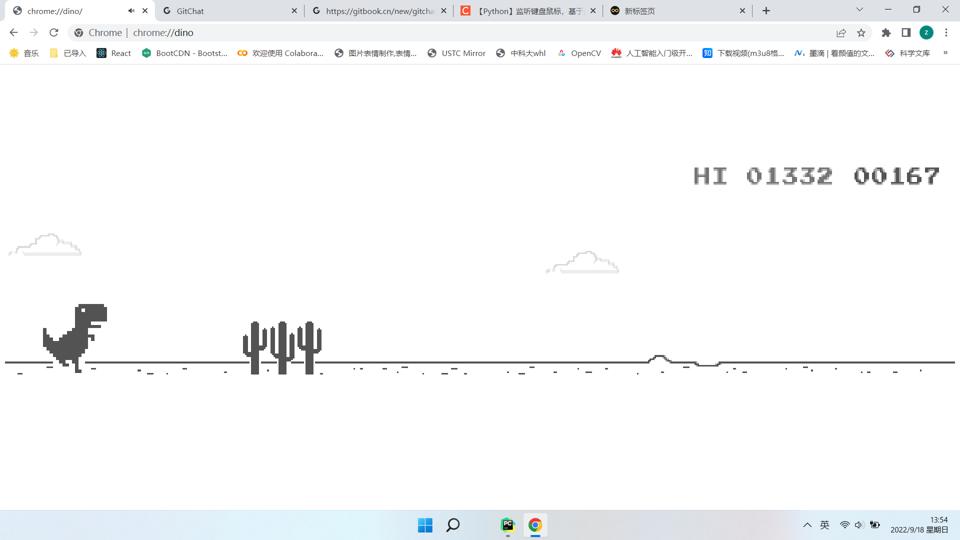 chrome://dino/
GitChat
https://gitbook.cn/new/gitcha
【Python】监听键盘鼠标，基于
新标签页
Chrome | chrome://dino
z
音乐
已导入
React
BootCDN - Bootst...
欢迎使用 Colabora...
图片表情制作,表情...
USTC Mirror
中科大whl
OpenCV
人工智能入门级开...
知
下载视频(m3u8格...
墨滴 | 看颜值的文...
科学文库
»
HI 01332 00167
PC
英
13:54
2022/9/18 星期日